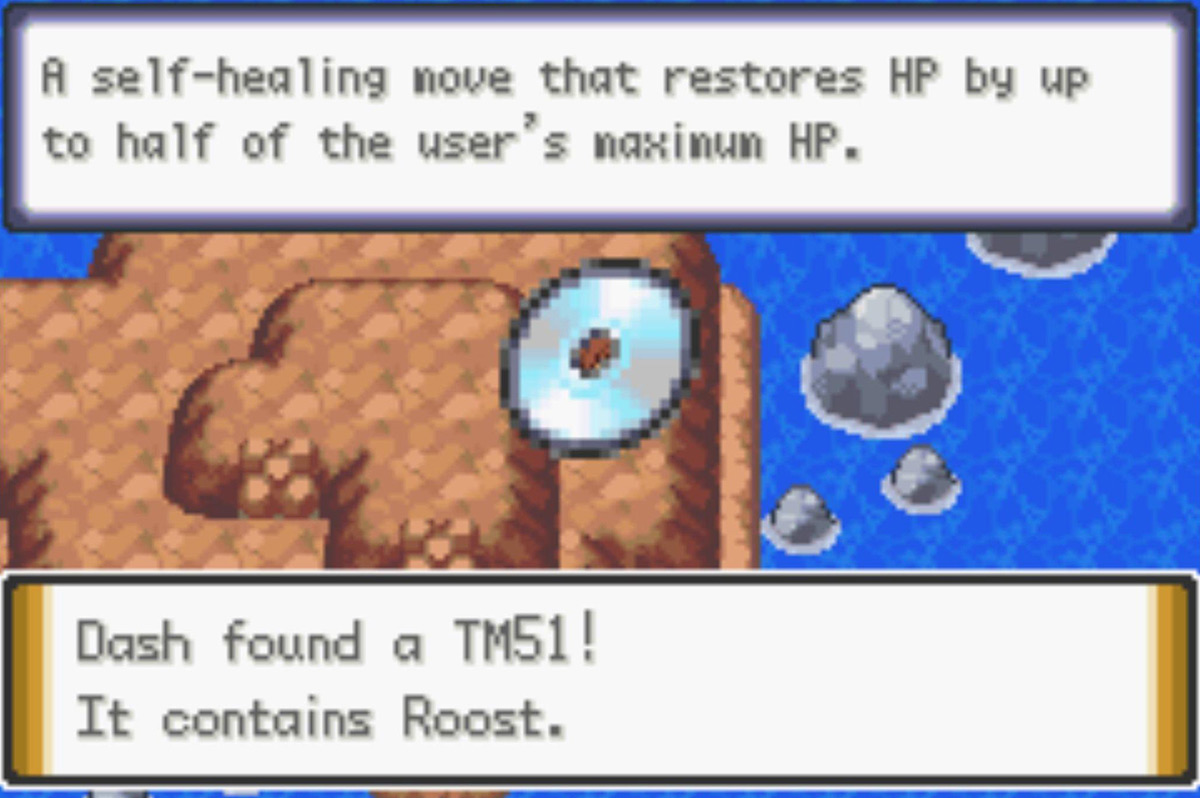 A self-healing move that restores HP by up
to half of the user's maximum HP.
Dash found a TM51!
It contains Roost.